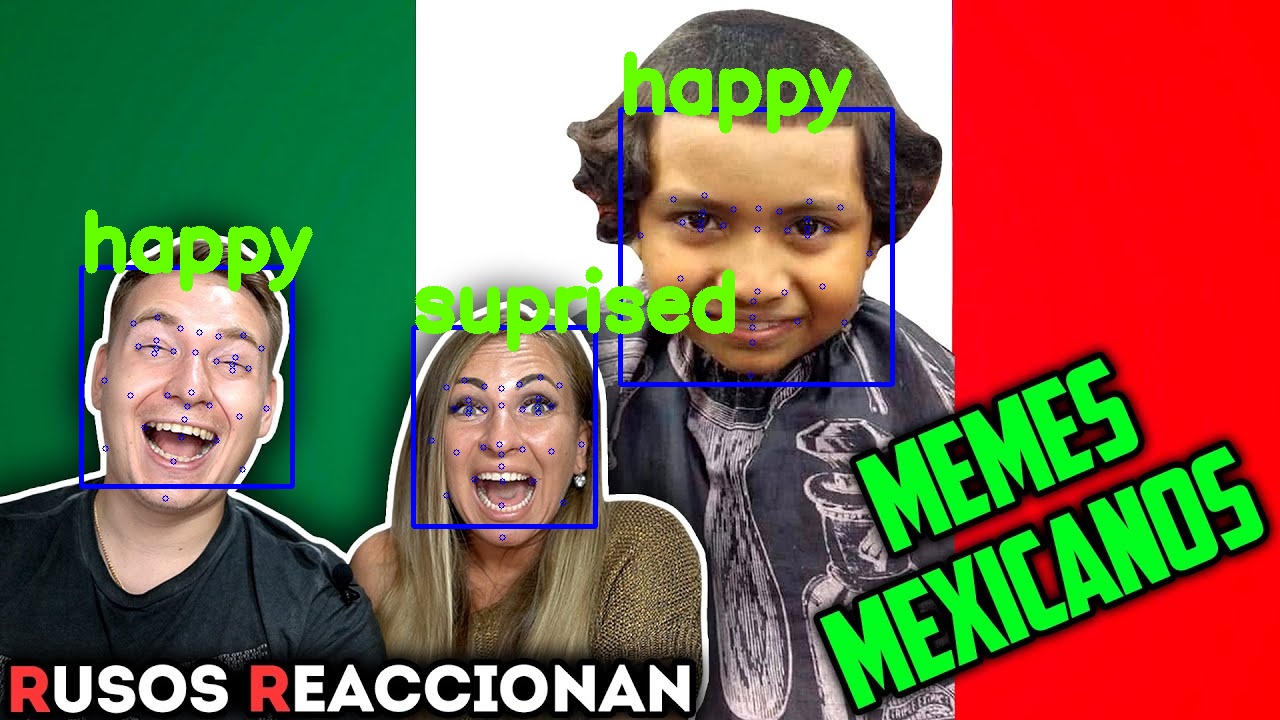 happy
happy
suprised
MEMES
MEXICANOS
RUSOS REACCIONAN